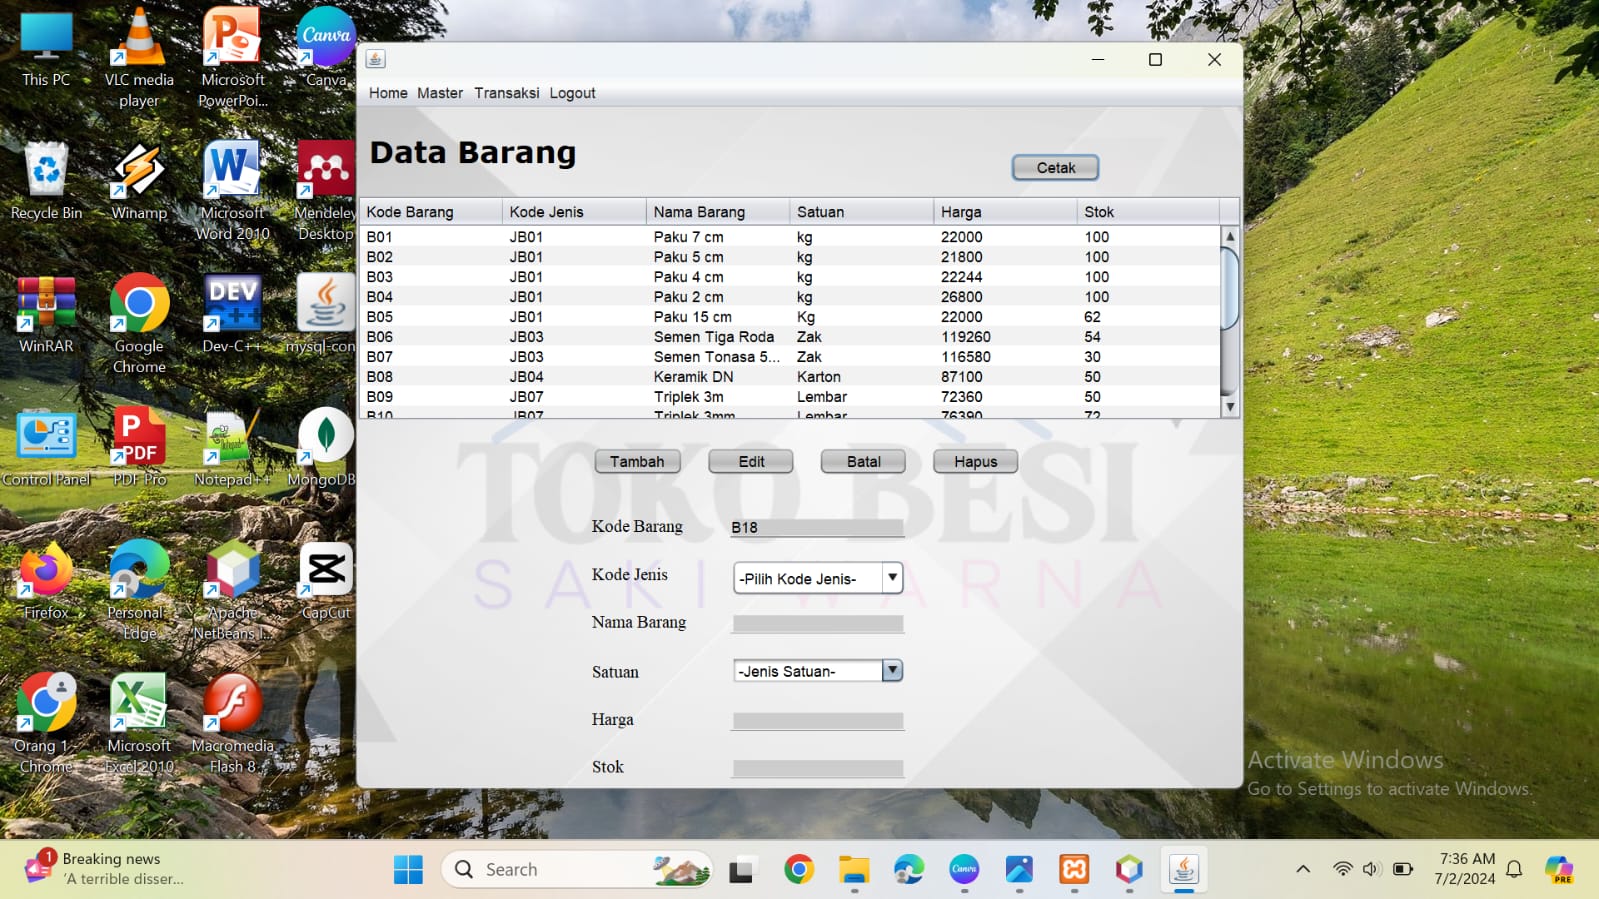 This PC
VLC media player
Microsoft PowerPoi...
Canva
Recycle Bin
Winamp
Microsoft Word 2010
Mendeley Desktop
WinRAR
Google Chrome
Dev-C++
mysql-con
Control Panel
PDF Pro
Notepad++
MongoDB
Firefox
Personal - Edge
Apache NetBeans I...
CapCut
Orang 1 - Chrome
Microsoft Excel 2010
Macromedia Flash 8
Home Master Transaksi Logout
Data Barang
Cetak
Kode Barang Kode Jenis Nama Barang Satuan Harga Stok
B01 JB01 Paku 7 cm kg 22000 100
B02 JB01 Paku 5 cm kg 21800 100
B03 JB01 Paku 4 cm kg 22244 100
B04 JB01 Paku 2 cm kg 26800 100
B05 JB01 Paku 15 cm Kg 22000 62
B06 JB03 Semen Tiga Roda Zak 119260 54
B07 JB03 Semen Tonasa 5... Zak 116580 30
B08 JB04 Keramik DN Karton 87100 50
B09 JB07 Triplek 3m Lembar 72360 50
B10 JB07 Triplek 3mm Lembar 76390 72
Tambah Edit Batal Hapus
TOKO BESI
SAKI WARNA
Kode Barang B18
Kode Jenis -Pilih Kode Jenis-
Nama Barang
Satuan -Jenis Satuan-
Harga
Stok
Activate Windows
Go to Settings to activate Windows.
1 Breaking news
'A terrible disser...
Search
Canva
PRE
7:36 AM
7/2/2024